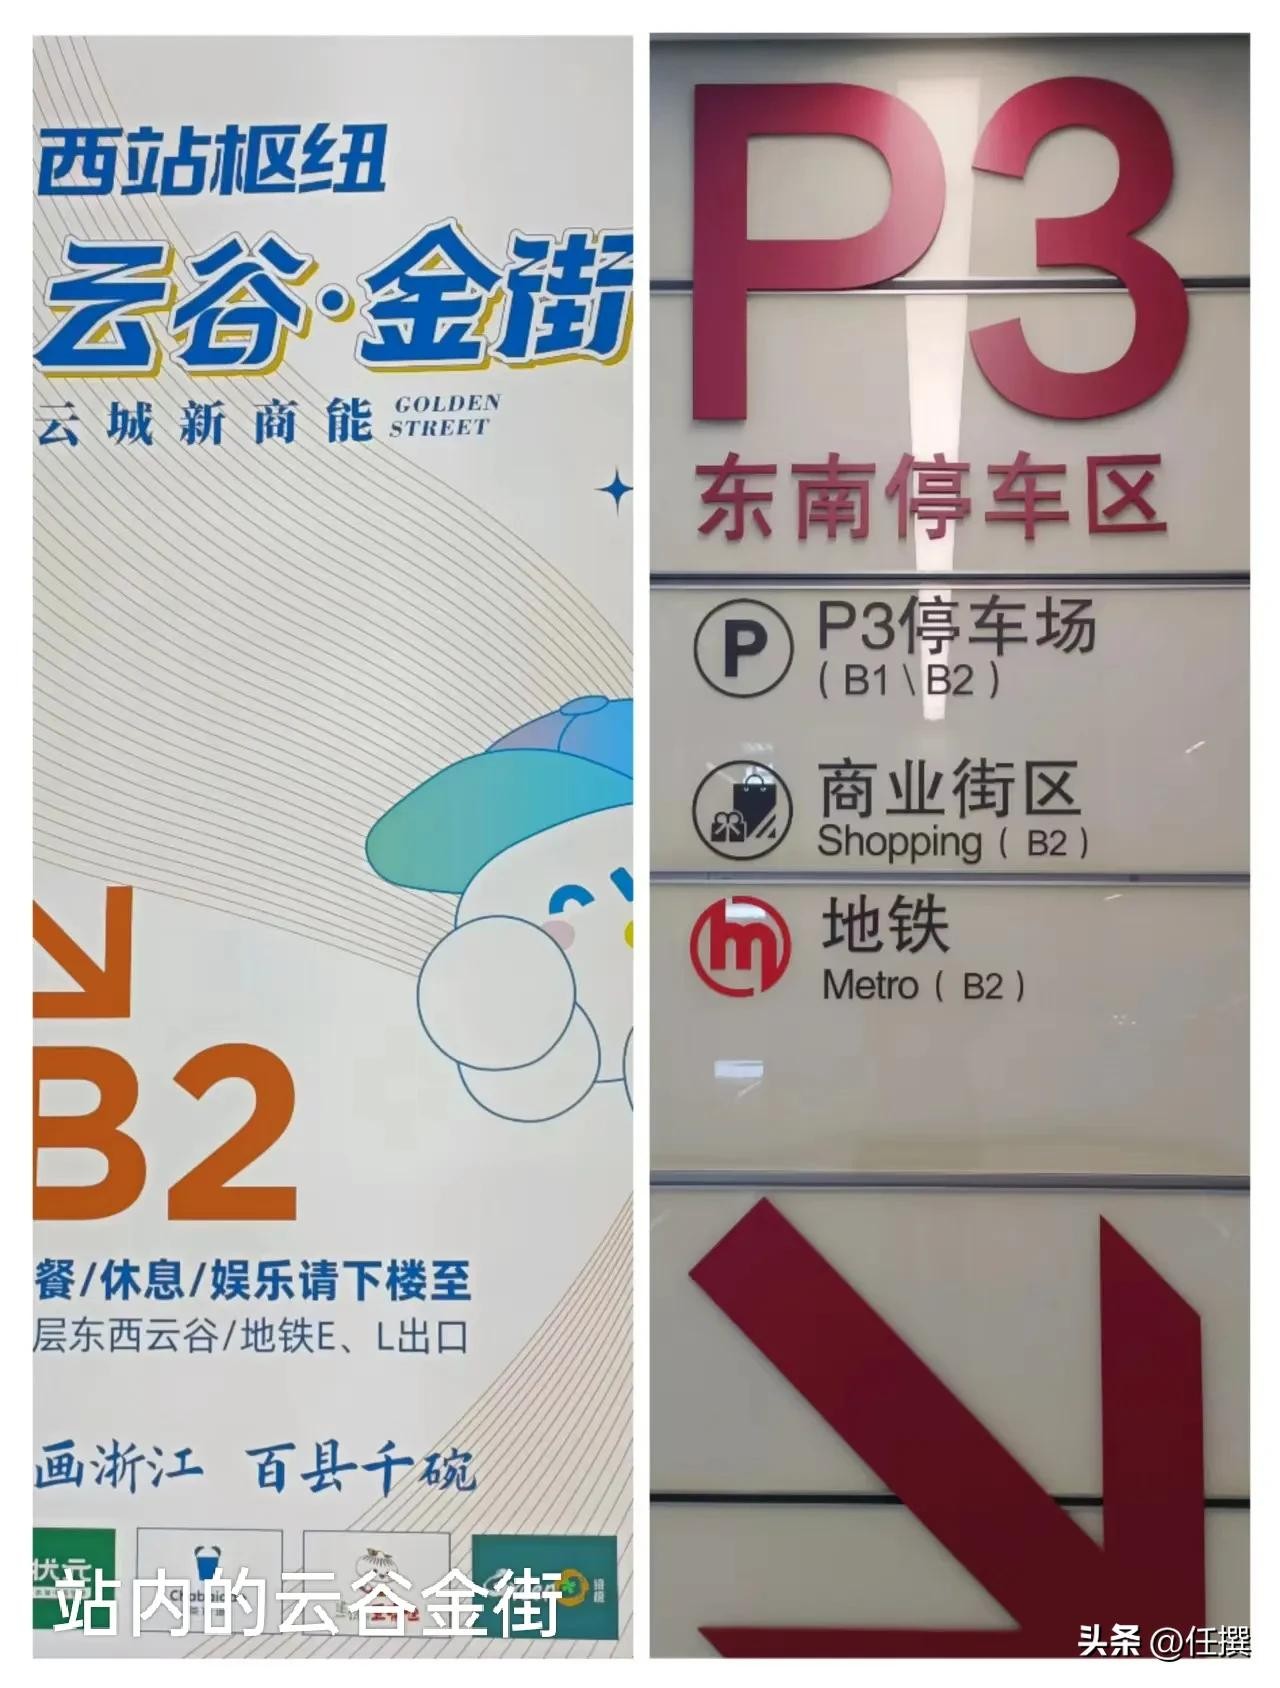 西站枢纽
云谷·金街
云城新商能 GOLDEN STREET
B2
餐/休息/娱乐请下楼至
层东西云谷/地铁E、L出口
画浙江 百县千碗
状元
站内的云谷金街
P3
东南停车区
P P3停车场
( B1 \ B2 )
商业街区
Shopping ( B2 )
地铁
Metro ( B2 )
头条 @任撰